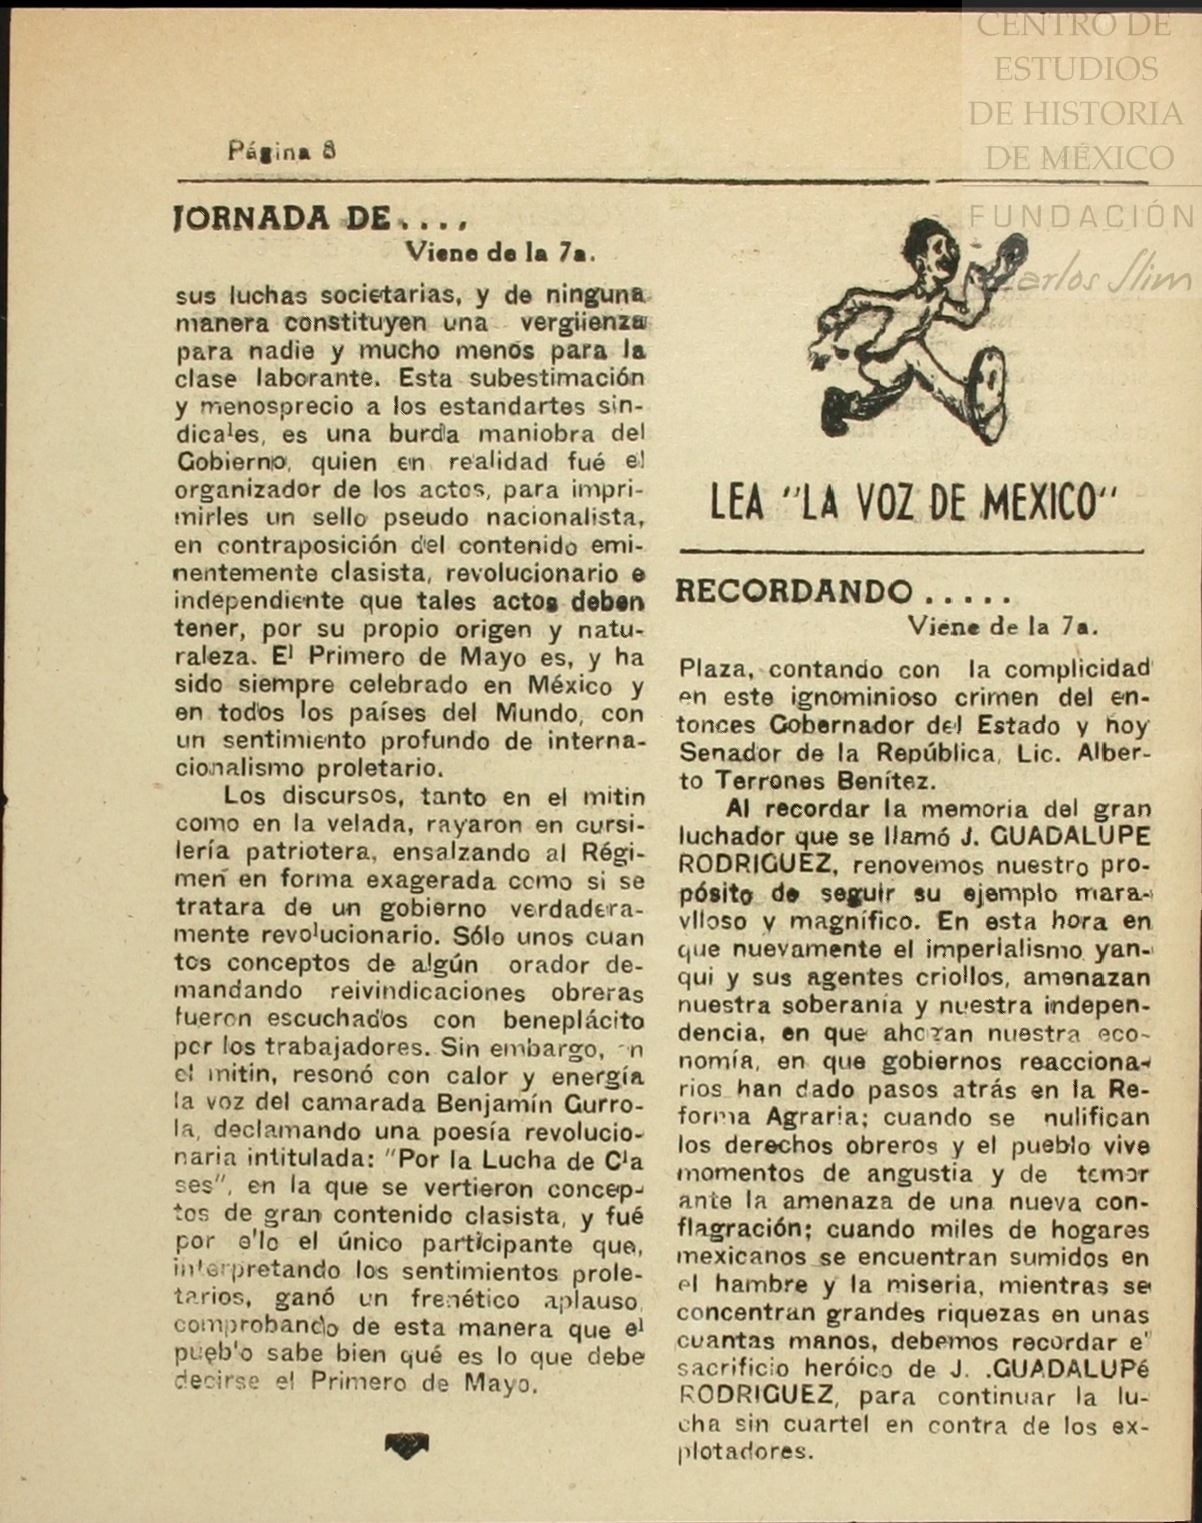 CENTRO DE
ESTUDIOS
DE HISTORIA
DE MÉXICO
FUNDACIÓN
Carlos Slim
Página 8
JORNADA DE....
Viene de la 7a.
sus luchas societarias, y de ninguna
manera constituyen una vergüenza
para nadie y mucho menos para la
clase laborante. Esta subestimación
y menosprecio a los estandartes sin-
dicales, es una burda maniobra del
Gobierno, quien en realidad fué el
organizador de los actos, para impri-
mirles un sello pseudo nacionalista,
en contraposición del contenido emi-
nentemente clasista, revolucionario e
independiente que tales actos deben
tener, por su propio origen y natu-
raleza. El Primero de Mayo es, y ha
sido siempre celebrado en México y
en todos los países del Mundo, con
un sentimiento profundo de interna-
cionalismo proletario.
Los discursos, tanto en el mitin
como en la velada, rayaron en cursi-
lería patriotera, ensalzando al Régi-
men en forma exagerada como si se
tratara de un gobierno verdadera-
mente revolucionario. Sólo unos cuan
tos conceptos de algún orador de-
mandando reivindicaciones obreras
fueron escuchados con beneplácito
por los trabajadores. Sin embargo, en
el mitin, resonó con calor y energía
la voz del camarada Benjamín Gurro-
la, declamando una poesía revolucio-
naria intitulada: "Por la Lucha de Cla
ses", en la que se vertieron concep-
tos de gran contenido clasista, y fué
por ello el único participante que,
interpretando los sentimientos prole-
tarios, ganó un frenético aplauso,
comprobando de esta manera que el
pueblo sabe bien qué es lo que debe
decirse el Primero de Mayo.
LEA "LA VOZ DE MEXICO"
RECORDANDO.....
Viene de la 7a.
Plaza, contando con la complicidad
en este ignominioso crimen del en-
tonces Gobernador del Estado y hoy
Senador de la República, Lic. Alber-
to Terrones Benítez.
Al recordar la memoria del gran
luchador que se llamó J. GUADALUPE
RODRIGUEZ, renovemos nuestro pro-
pósito de seguir su ejemplo mara-
vlloso y magnífico. En esta hora en
que nuevamente el imperialismo yan-
qui y sus agentes criollos, amenazan
nuestra soberanía y nuestra indepen-
dencia, en que ahogan nuestra eco-
nomía, en que gobiernos reacciona-
rios han dado pasos atrás en la Re-
forma Agraria; cuando se nulifican
los derechos obreros y el pueblo vive
momentos de angustia y de temor
ante la amenaza de una nueva con-
flagración; cuando miles de hogares
mexicanos se encuentran sumidos en
el hambre y la miseria, mientras se
concentran grandes riquezas en unas
cuantas manos, debemos recordar el
sacrificio heróico de J. .GUADALUPé
RODRIGUEZ, para continuar la lu-
cha sin cuartel en contra de los ex-
plotadores.